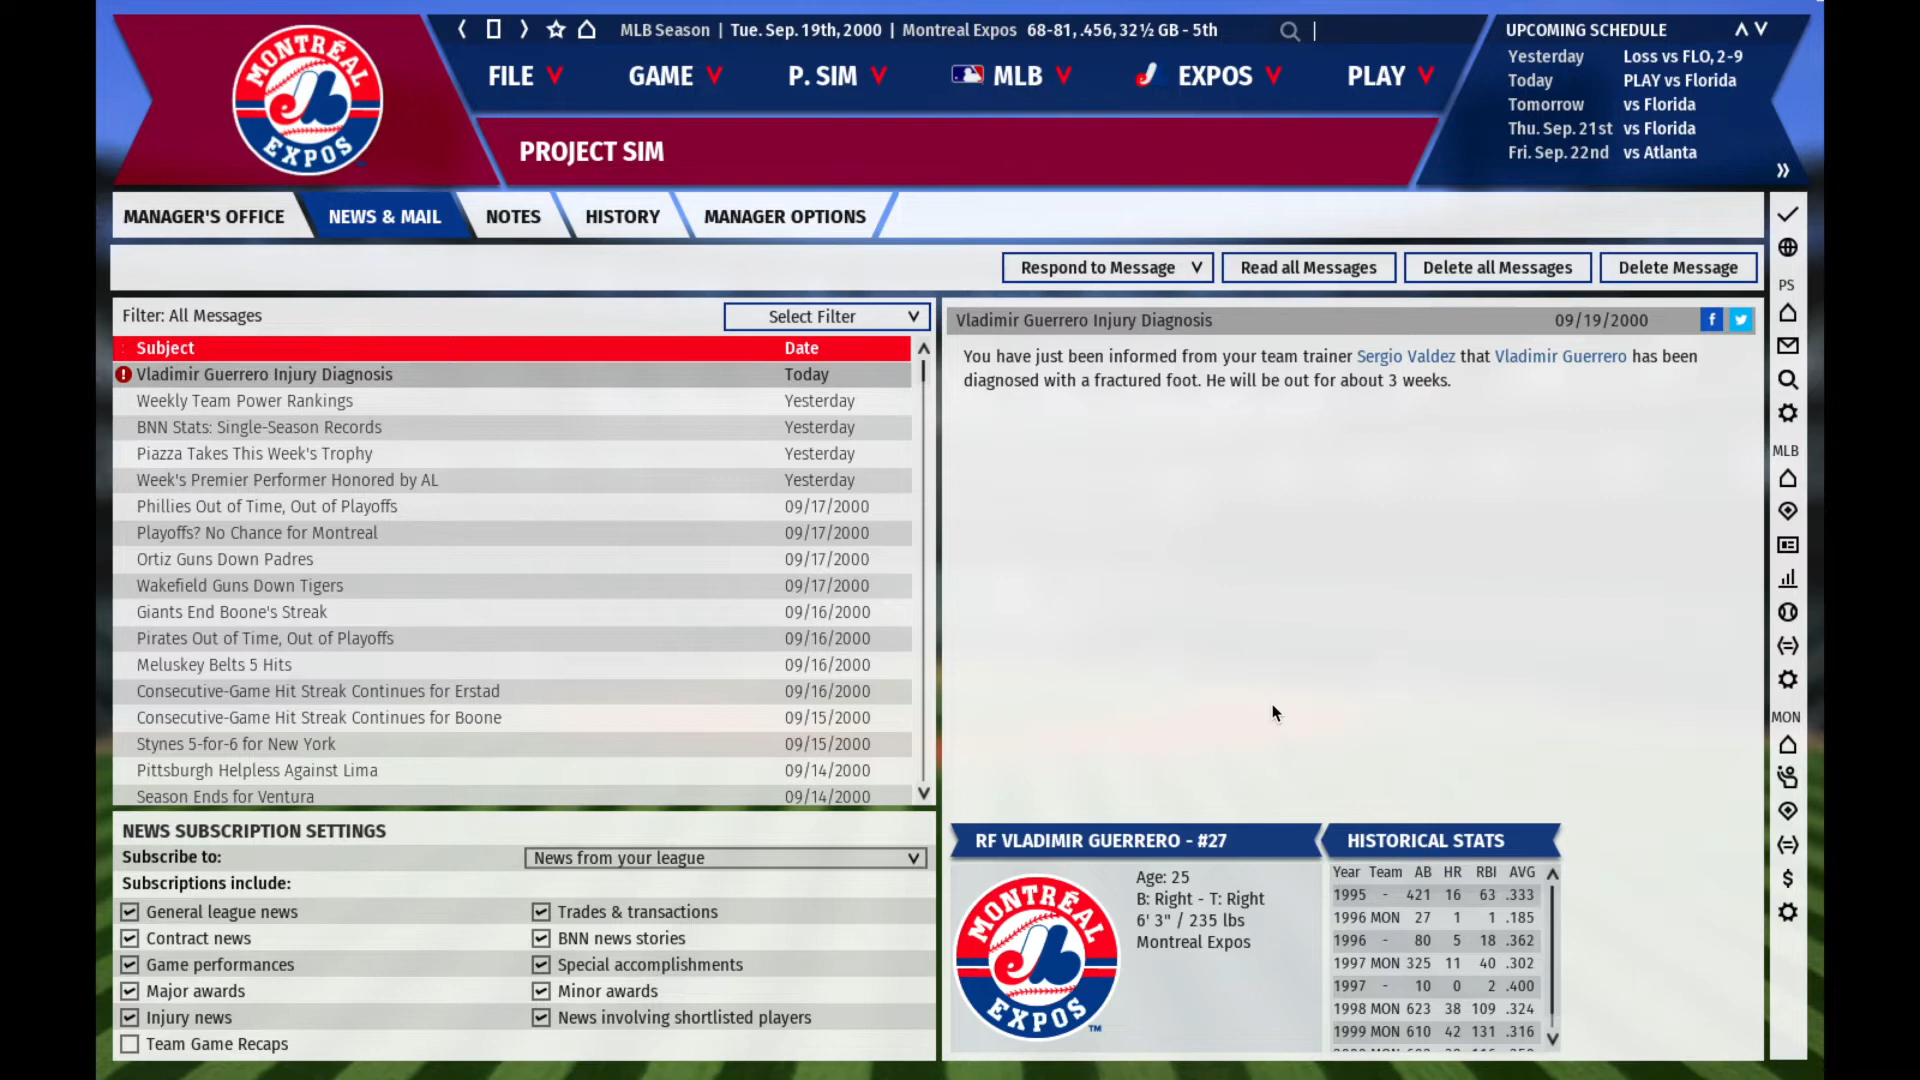 MONTRÉAL EXPOS
MLB Season | Tue. Sep. 19th, 2000 | Montreal Expos 68-81, .456, 32½ GB - 5th
FILE
GAME
P. SIM
MLB
EXPOS
PLAY
PROJECT SIM
UPCOMING SCHEDULE
Yesterday Loss vs FLO, 2-9
Today PLAY vs Florida
Tomorrow vs Florida
Thu. Sep. 21st vs Florida
Fri. Sep. 22nd vs Atlanta
MANAGER'S OFFICE
NEWS & MAIL
NOTES
HISTORY
MANAGER OPTIONS
Respond to Message
Read all Messages
Delete all Messages
Delete Message
Filter: All Messages
Select Filter
Subject Date
Vladimir Guerrero Injury Diagnosis Today
Weekly Team Power Rankings Yesterday
BNN Stats: Single-Season Records Yesterday
Piazza Takes This Week's Trophy Yesterday
Week's Premier Performer Honored by AL Yesterday
Phillies Out of Time, Out of Playoffs 09/17/2000
Playoffs? No Chance for Montreal 09/17/2000
Ortiz Guns Down Padres 09/17/2000
Wakefield Guns Down Tigers 09/17/2000
Giants End Boone's Streak 09/16/2000
Pirates Out of Time, Out of Playoffs 09/16/2000
Meluskey Belts 5 Hits 09/16/2000
Consecutive-Game Hit Streak Continues for Erstad 09/16/2000
Consecutive-Game Hit Streak Continues for Boone 09/15/2000
Stynes 5-for-6 for New York 09/15/2000
Pittsburgh Helpless Against Lima 09/14/2000
Season Ends for Ventura 09/14/2000
NEWS SUBSCRIPTION SETTINGS
Subscribe to: News from your league
Subscriptions include:
General league news Trades & transactions
Contract news BNN news stories
Game performances Special accomplishments
Major awards Minor awards
Injury news News involving shortlisted players
Team Game Recaps
Vladimir Guerrero Injury Diagnosis 09/19/2000
You have just been informed from your team trainer Sergio Valdez that Vladimir Guerrero has been
diagnosed with a fractured foot. He will be out for about 3 weeks.
RF VLADIMIR GUERRERO - #27
MONTRÉAL EXPOS TM
Age: 25
B: Right - T: Right
6' 3" / 235 lbs
Montreal Expos
HISTORICAL STATS
Year Team AB HR RBI AVG
1995 - 421 16 63 .333
1996 MON 27 1 1 .185
1996 - 80 5 18 .362
1997 MON 325 11 40 .302
1997 - 10 0 2 .400
1998 MON 623 38 109 .324
1999 MON 610 42 131 .316
PS
MLB
MON